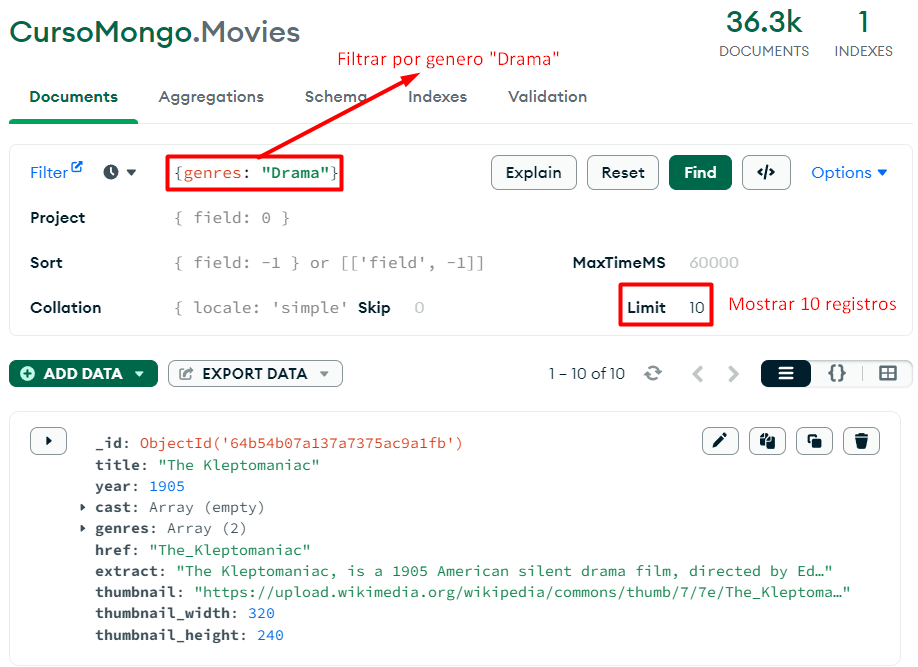 CursoMongo.Movies
36.3k
DOCUMENTS
1
INDEXES
Filtrar por genero "Drama"
Documents
Aggregations
Schema
Indexes
Validation
Filter
{genres: "Drama"}
Explain
Reset
Find
</>
Options
Project
{ field: 0 }
Sort
{ field: -1 } or [['field', -1]]
MaxTimeMS
60000
Collation
{ locale: 'simple'
Skip
0
Limit
10
Mostrar 10 registros
ADD DATA
EXPORT DATA
1 – 10 of 10
{}
_id: ObjectId('64b54b07a137a7375ac9a1fb')
title: "The Kleptomaniac"
year: 1905
cast: Array (empty)
genres: Array (2)
href: "The_Kleptomaniac"
extract: "The Kleptomaniac, is a 1905 American silent drama film, directed by Ed…"
thumbnail: "https://upload.wikimedia.org/wikipedia/commons/thumb/7/7e/The_Kleptoma…"
thumbnail_width: 320
thumbnail_height: 240